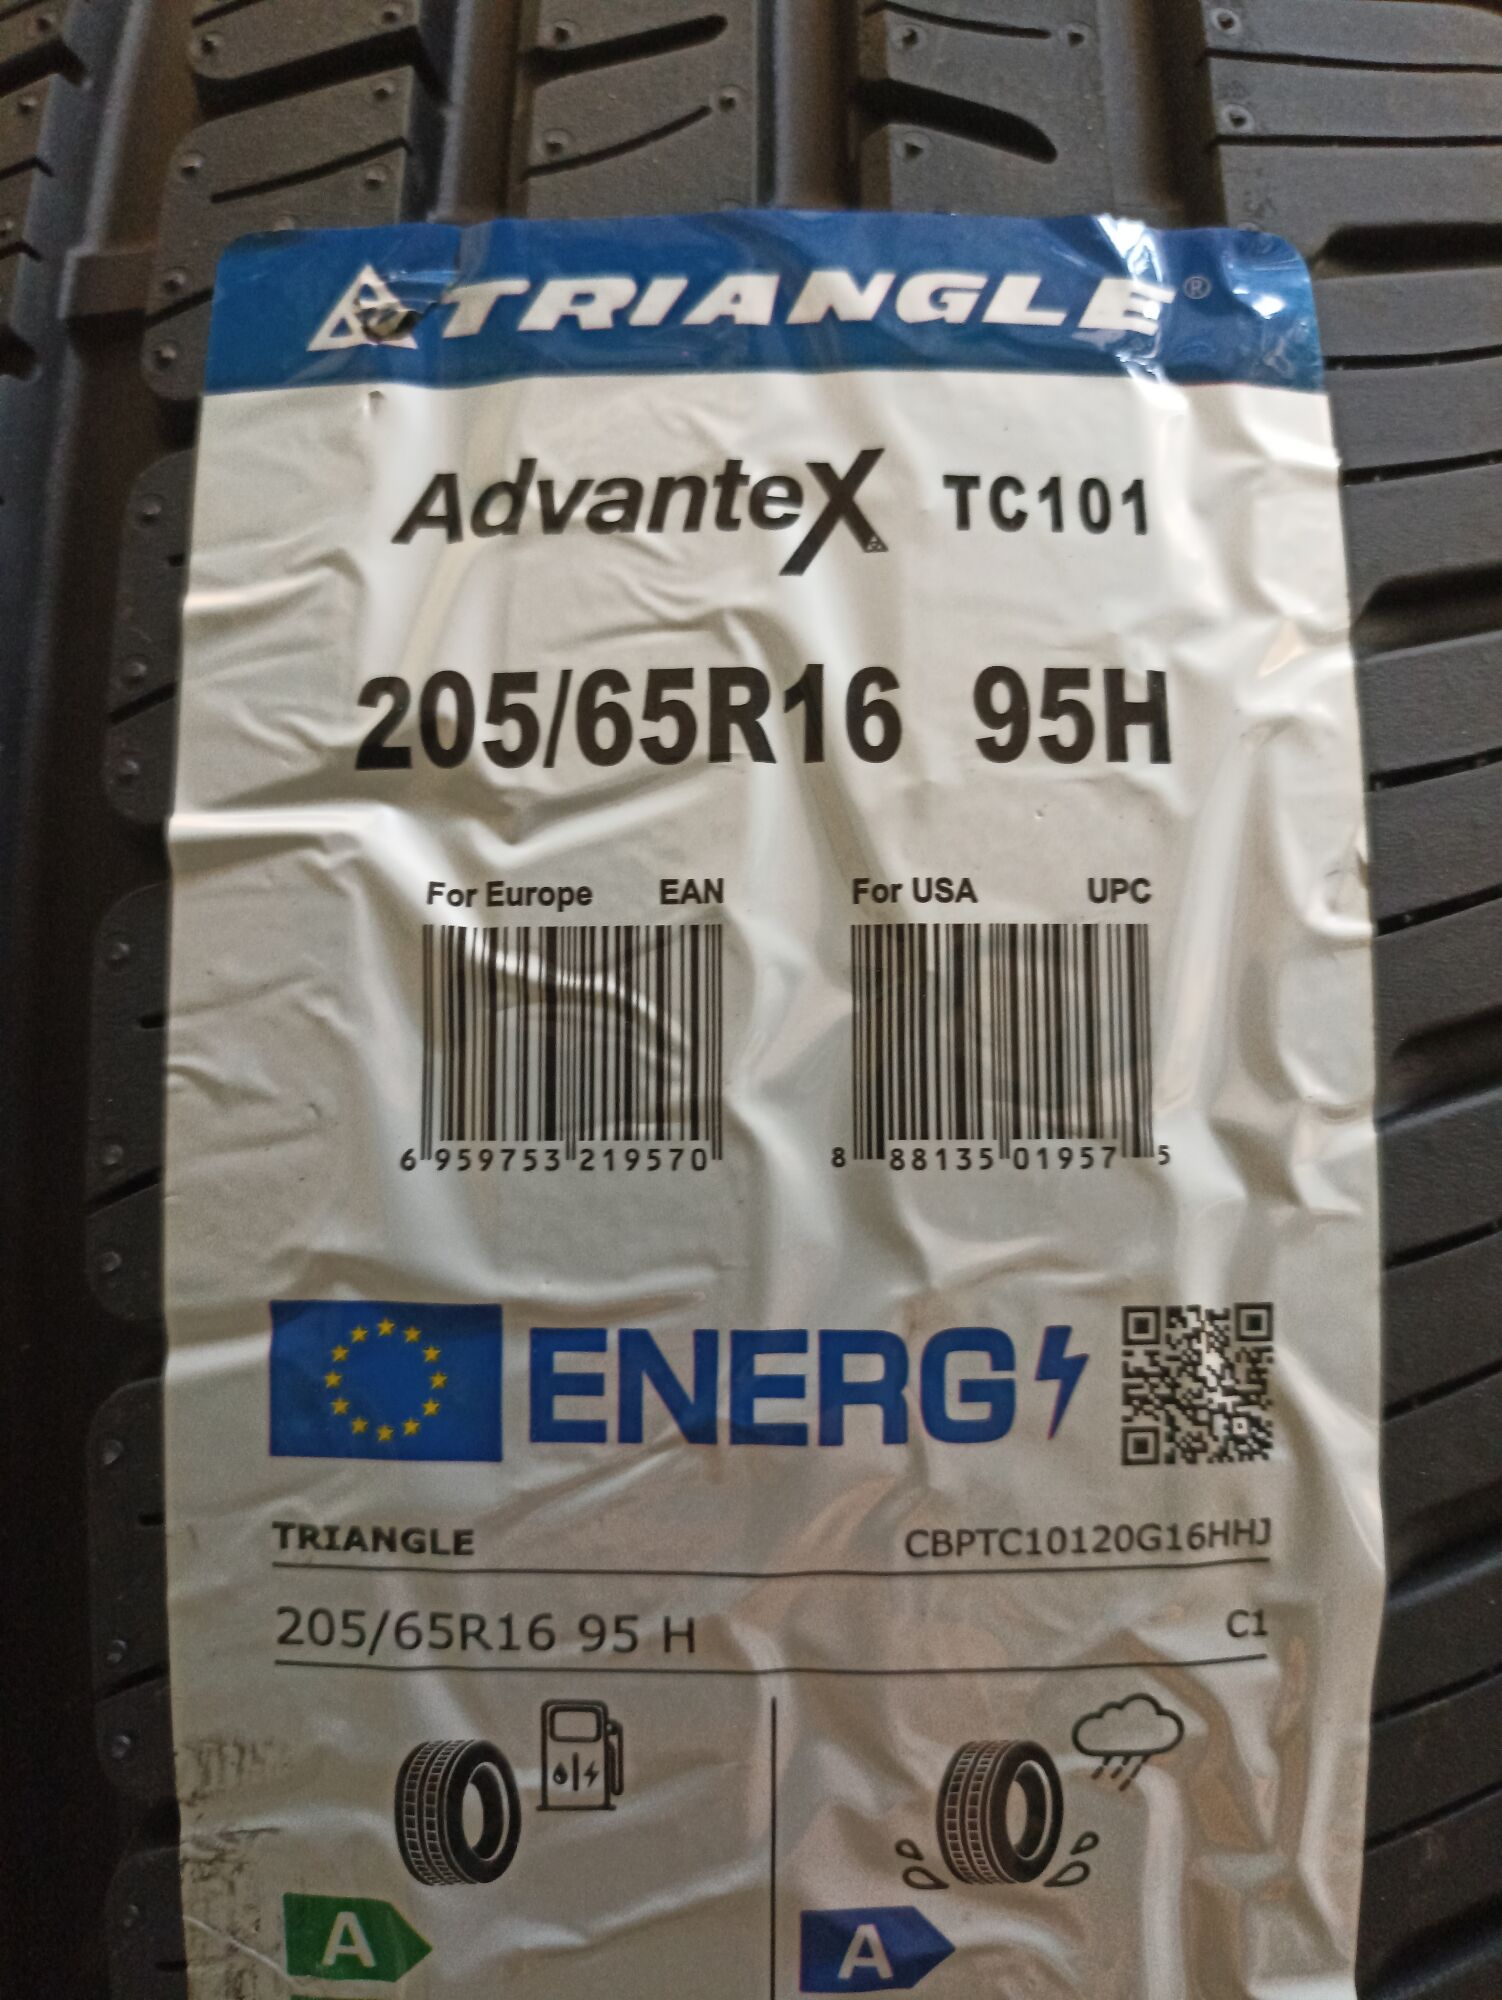 TRIANGLE®
AdvanteX TC101
205/65R16 95H
For Europe EAN For USA UPC
6 959753 219570 8 88135 01957 5
ENERG
TRIANGLE CBPTC10120G16HHJ
205/65R16 95 H C1
A A